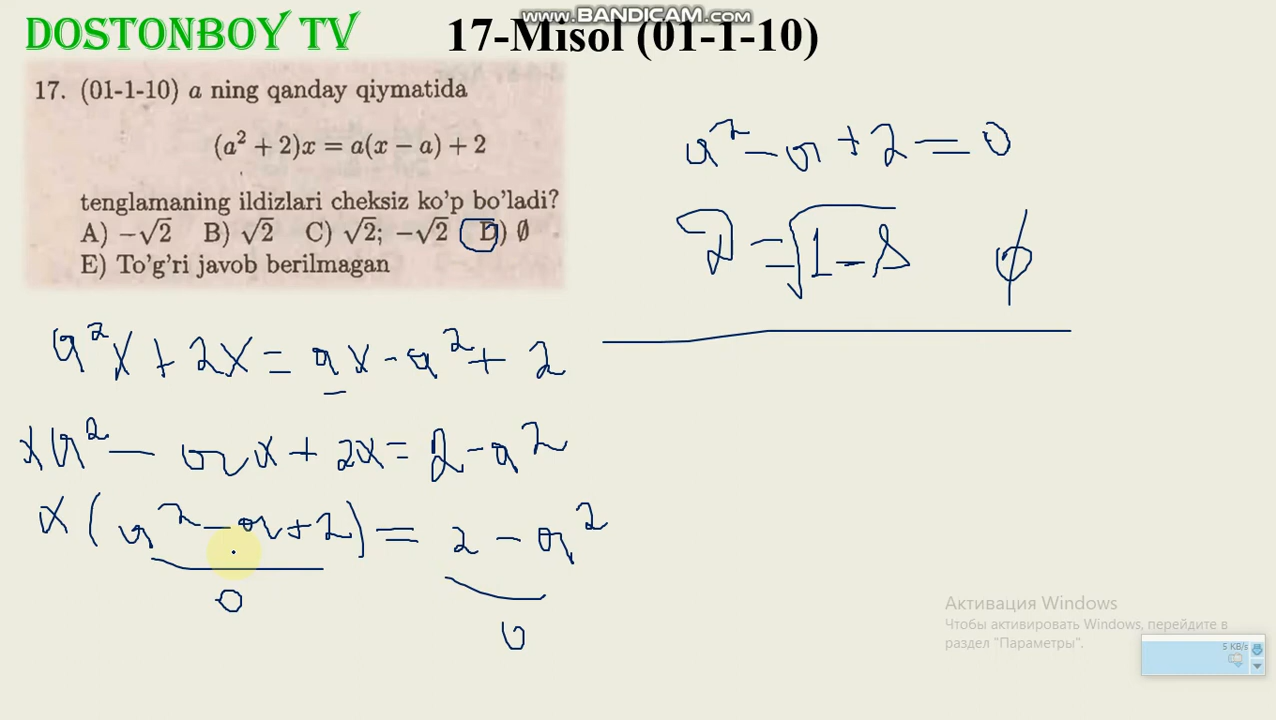 www.BANDICAM.com
DOSTONBOY TV
17-Misol (01-1-10)
17. (01-1-10) a ning qanday qiymatida
(a² + 2)x = a(x − a) + 2
tenglamaning ildizlari cheksiz ko'p bo'ladi?
A) −√2 B) √2 C) √2; −√2 D) ∅
E) To'g'ri javob berilmagan
a² − a + 2 = 0
D = √1 − 8 ∅
a²x + 2x = ax − a² + 2
xa² − ax + 2x = 2 − a²
x(a² − a + 2) = 2 − a²
0 0
Активация Windows
Чтобы активировать Windows, перейдите в
раздел "Параметры".
5 KB/s